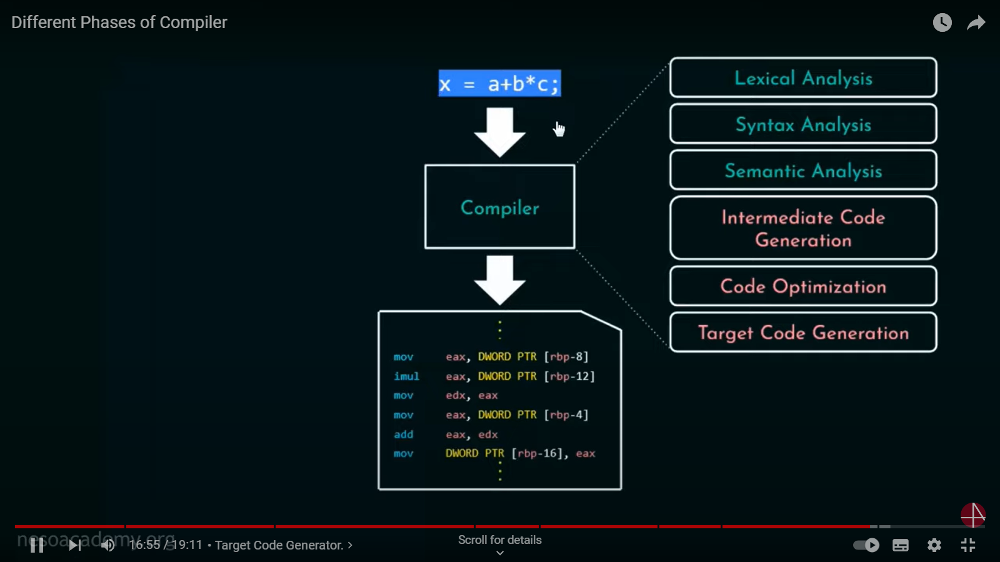 Different Phases of Compiler
x = a+b*c;
Compiler
Lexical Analysis
Syntax Analysis
Semantic Analysis
Intermediate Code
Generation
Code Optimization
Target Code Generation
mov eax, DWORD PTR [rbp-8]
imul eax, DWORD PTR [rbp-12]
mov edx, eax
mov eax, DWORD PTR [rbp-4]
add eax, edx
mov DWORD PTR [rbp-16], eax
nesoacademy.org
16:55 / 19:11 • Target Code Generator. >
Scroll for details